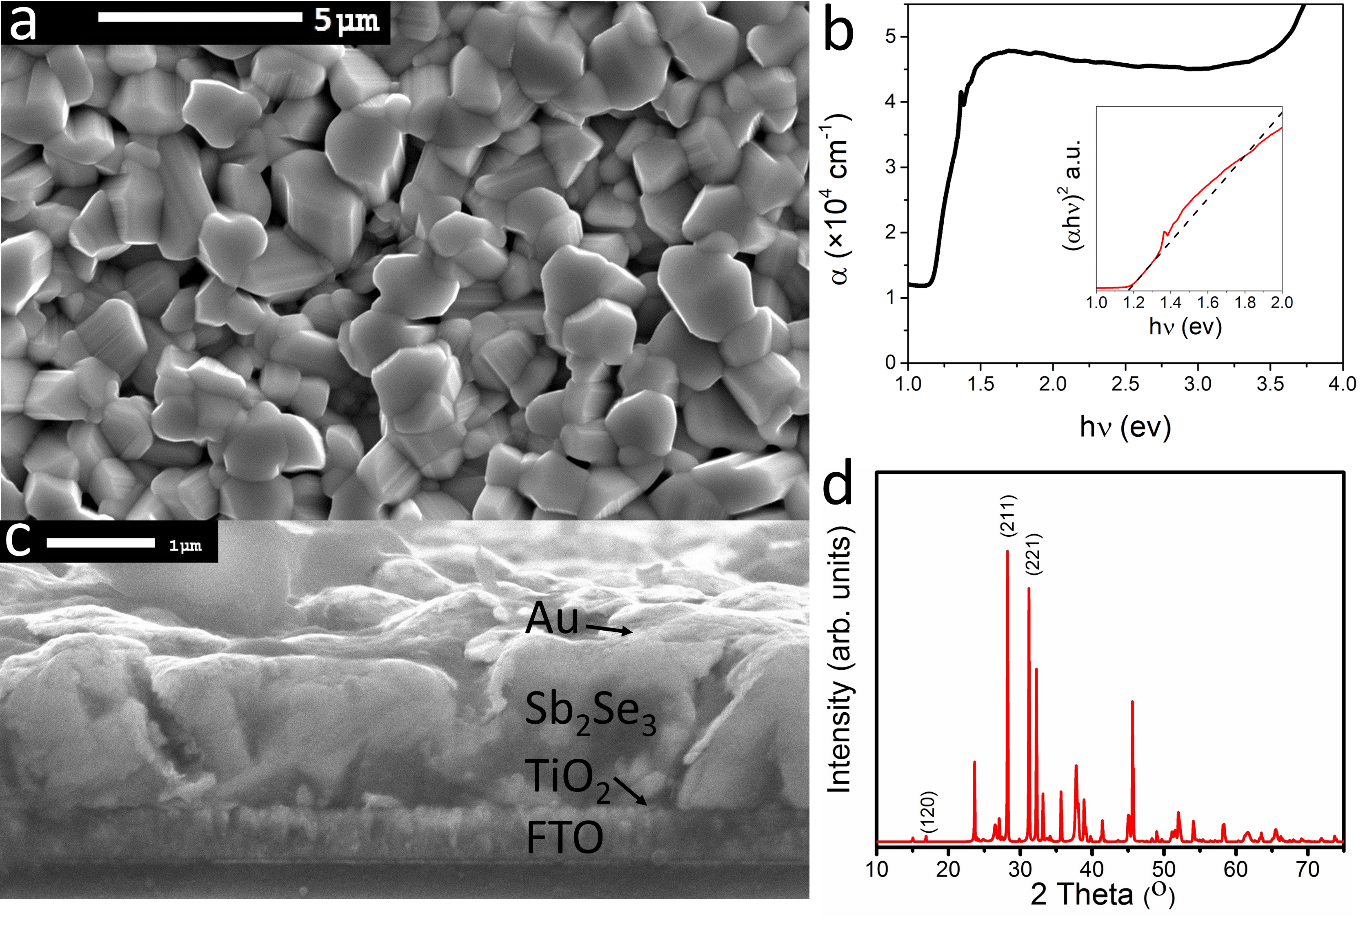 a
5 µm
b
5
4
3
2
1
0
α (×10⁴ cm⁻¹)
1.0 1.5 2.0 2.5 3.0 3.5 4.0
hν (ev)
(αhν)² a.u.
1.0 1.2 1.4 1.6 1.8 2.0
hν (ev)
c
1µm
Au
Sb₂Se₃
TiO₂
FTO
d
Intensity (arb. units)
(120)
(211)
(221)
10 20 30 40 50 60 70
2 Theta (º)